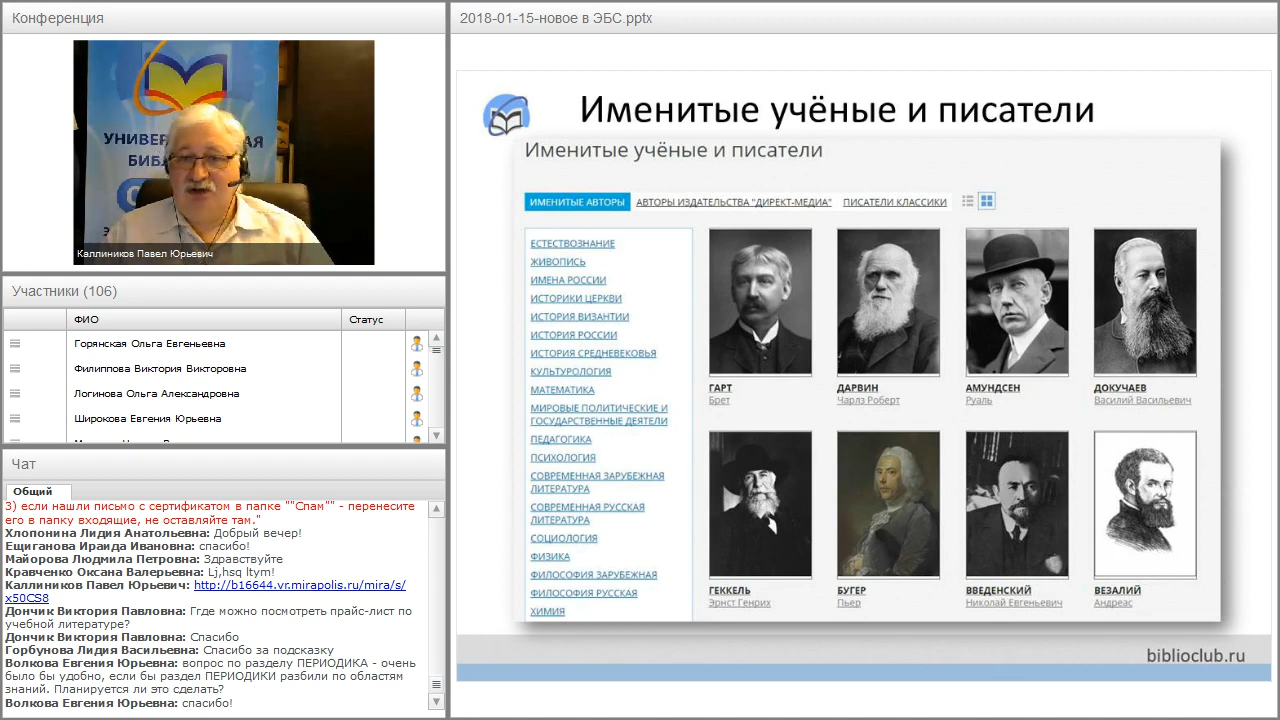 Конференция
УНИВЕР
АЯ
БИБЛ
Каллиников Павел Юрьевич
Участники (106)
ФИО
Статус
Горянская Ольга Евгеньевна
Филиппова Виктория Викторовна
Логинова Ольга Александровна
Широкова Евгения Юрьевна
Чат
Общий
3) если нашли письмо с сертификатом в папке ""Спам"" - перенесите
его в папку входящие, не оставляйте там."
Хлопонина Лидия Анатольевна: Добрый вечер!
Ещиганова Ираида Ивановна: спасибо!
Майорова Людмила Петровна: Здравствуйте
Кравченко Оксана Валерьевна: Lj,hsq ltym!
Каллиников Павел Юрьевич: http://b16644.vr.mirapolis.ru/mira/s/
x50CS8
Дончик Виктория Павловна: Ггде можно посмотреть прайс-лист по
учебной литературе?
Дончик Виктория Павловна: Спасибо
Горбунова Лидия Васильевна: Спасибо за подсказку
Волкова Евгения Юрьевна: вопрос по разделу ПЕРИОДИКА - очень
было бы удобно, если бы раздел ПЕРИОДИКИ разбили по областям
знаний. Планируется ли это сделать?
Волкова Евгения Юрьевна: спасибо!
2018-01-15-новое в ЭБС.pptx
Именитые учёные и писатели
Именитые учёные и писатели
ИМЕНИТЫЕ АВТОРЫ
АВТОРЫ ИЗДАТЕЛЬСТВА "ДИРЕКТ-МЕДИА"
ПИСАТЕЛИ КЛАССИКИ
ЕСТЕСТВОЗНАНИЕ
ЖИВОПИСЬ
ИМЕНА РОССИИ
ИСТОРИКИ ЦЕРКВИ
ИСТОРИЯ ВИЗАНТИИ
ИСТОРИЯ РОССИИ
ИСТОРИЯ СРЕДНЕВЕКОВЬЯ
КУЛЬТУРОЛОГИЯ
МАТЕМАТИКА
МИРОВЫЕ ПОЛИТИЧЕСКИЕ И
ГОСУДАРСТВЕННЫЕ ДЕЯТЕЛИ
ПЕДАГОГИКА
ПСИХОЛОГИЯ
СОВРЕМЕННАЯ ЗАРУБЕЖНАЯ
ЛИТЕРАТУРА
СОВРЕМЕННАЯ РУССКАЯ
ЛИТЕРАТУРА
СОЦИОЛОГИЯ
ФИЗИКА
ФИЛОСОФИЯ ЗАРУБЕЖНАЯ
ФИЛОСОФИЯ РУССКАЯ
ХИМИЯ
ГАРТ
Брет
ДАРВИН
Чарлз Роберт
АМУНДСЕН
Руаль
ДОКУЧАЕВ
Василий Васильевич
ГЕККЕЛЬ
Эрнст Генрих
БУГЕР
Пьер
ВВЕДЕНСКИЙ
Николай Евгеньевич
ВЕЗАЛИЙ
Андреас
biblioclub.ru